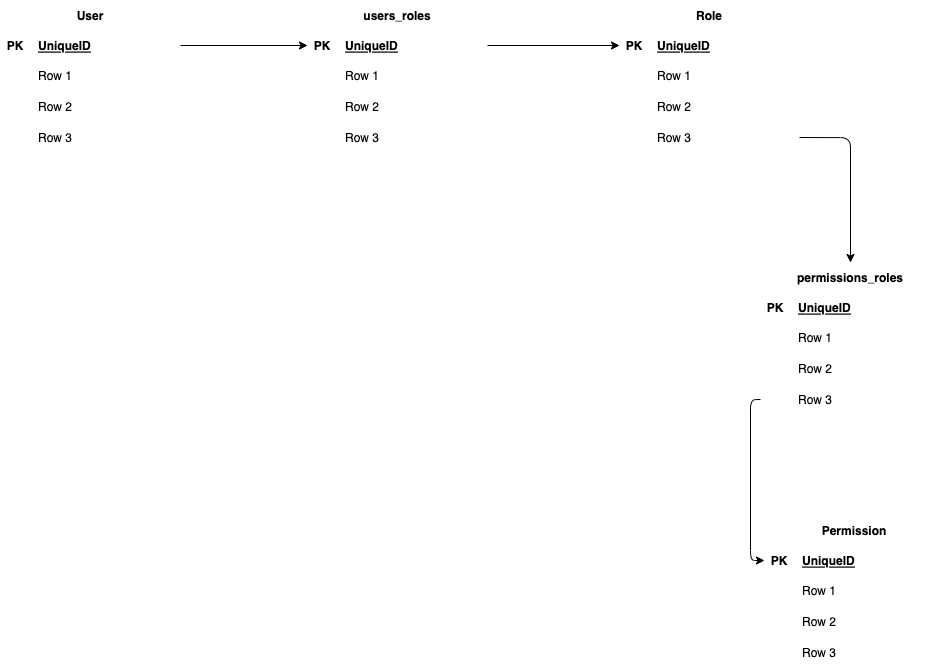 User
PK UniqueID
Row 1
Row 2
Row 3
users_roles
PK UniqueID
Row 1
Row 2
Row 3
Role
PK UniqueID
Row 1
Row 2
Row 3
permissions_roles
PK UniqueID
Row 1
Row 2
Row 3
Permission
PK UniqueID
Row 1
Row 2
Row 3